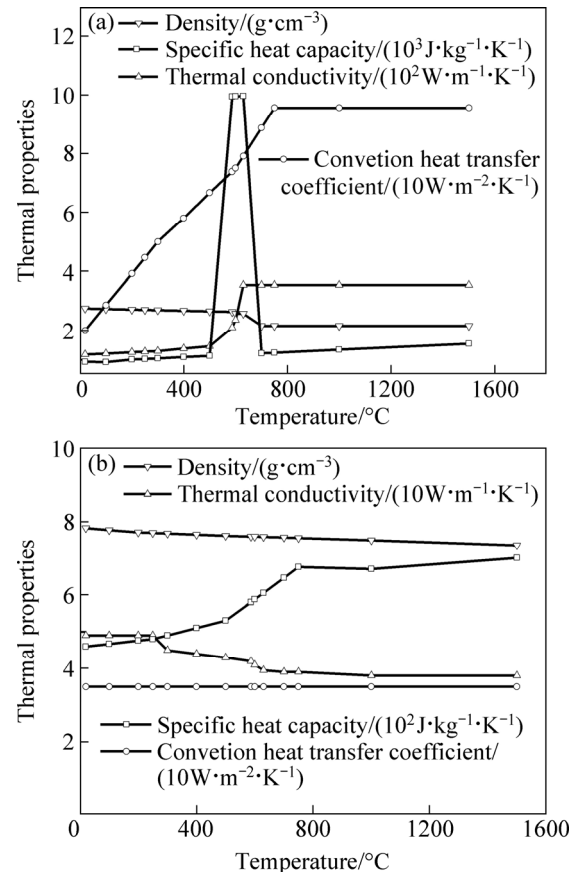 (a)
Density/(g·cm⁻³)
Specific heat capacity/(10³J·kg⁻¹·K⁻¹)
Thermal conductivity/(10²W·m⁻¹·K⁻¹)
Convetion heat transfer
coefficient/(10W·m⁻²·K⁻¹)
Thermal properties
12
10
8
6
4
2
0
400
800
1200
1600
Temperature/°C
(b)
Density/(g·cm⁻³)
Thermal conductivity/(10W·m⁻¹·K⁻¹)
Specific heat capacity/(10²J·kg⁻¹·K⁻¹)
Convetion heat transfer coefficient/
(10W·m⁻²·K⁻¹)
Thermal properties
10
8
6
4
2
0
400
800
1200
1600
Temperature/°C